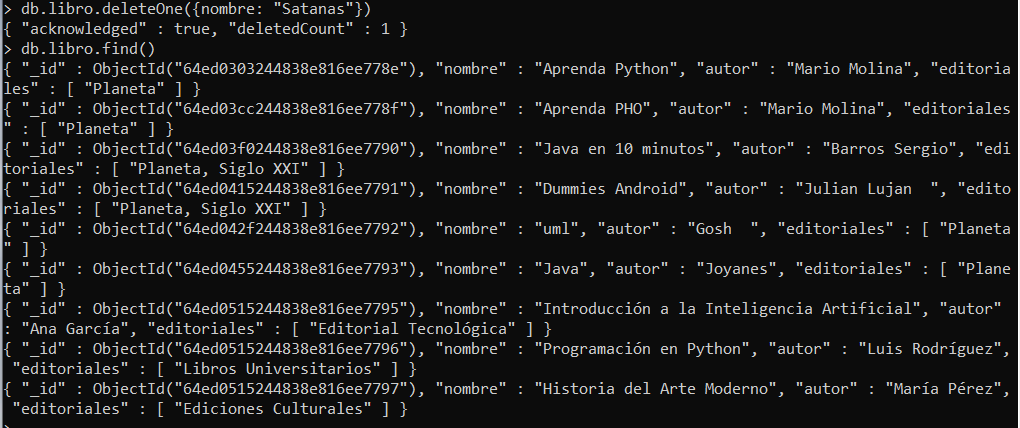 > db.libro.deleteOne({nombre: "Satanas"})
{ "acknowledged" : true, "deletedCount" : 1 }
> db.libro.find()
{ "_id" : ObjectId("64ed0303244838e816ee778e"), "nombre" : "Aprenda Python", "autor" : "Mario Molina", "editoria
les" : [ "Planeta" ] }
{ "_id" : ObjectId("64ed03cc244838e816ee778f"), "nombre" : "Aprenda PHO", "autor" : "Mario Molina", "editoriales
" : [ "Planeta" ] }
{ "_id" : ObjectId("64ed03f0244838e816ee7790"), "nombre" : "Java en 10 minutos", "autor" : "Barros Sergio", "edi
toriales" : [ "Planeta, Siglo XXI" ] }
{ "_id" : ObjectId("64ed0415244838e816ee7791"), "nombre" : "Dummies Android", "autor" : "Julian Lujan  ", "edito
riales" : [ "Planeta, Siglo XXI" ] }
{ "_id" : ObjectId("64ed042f244838e816ee7792"), "nombre" : "uml", "autor" : "Gosh  ", "editoriales" : [ "Planeta
" ] }
{ "_id" : ObjectId("64ed0455244838e816ee7793"), "nombre" : "Java", "autor" : "Joyanes", "editoriales" : [ "Plane
ta" ] }
{ "_id" : ObjectId("64ed0515244838e816ee7795"), "nombre" : "Introducción a la Inteligencia Artificial", "autor"
: "Ana García", "editoriales" : [ "Editorial Tecnológica" ] }
{ "_id" : ObjectId("64ed0515244838e816ee7796"), "nombre" : "Programación en Python", "autor" : "Luis Rodríguez",
 "editoriales" : [ "Libros Universitarios" ] }
{ "_id" : ObjectId("64ed0515244838e816ee7797"), "nombre" : "Historia del Arte Moderno", "autor" : "María Pérez",
 "editoriales" : [ "Ediciones Culturales" ] }